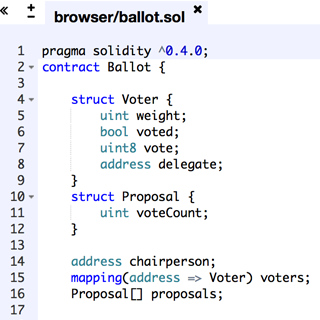 « + - browser/ballot.sol ✖
1 pragma solidity ^0.4.0;
2 contract Ballot {
3
4 struct Voter {
5 uint weight;
6 bool voted;
7 uint8 vote;
8 address delegate;
9 }
10 struct Proposal {
11 uint voteCount;
12 }
13
14 address chairperson;
15 mapping(address => Voter) voters;
16 Proposal[] proposals;
17